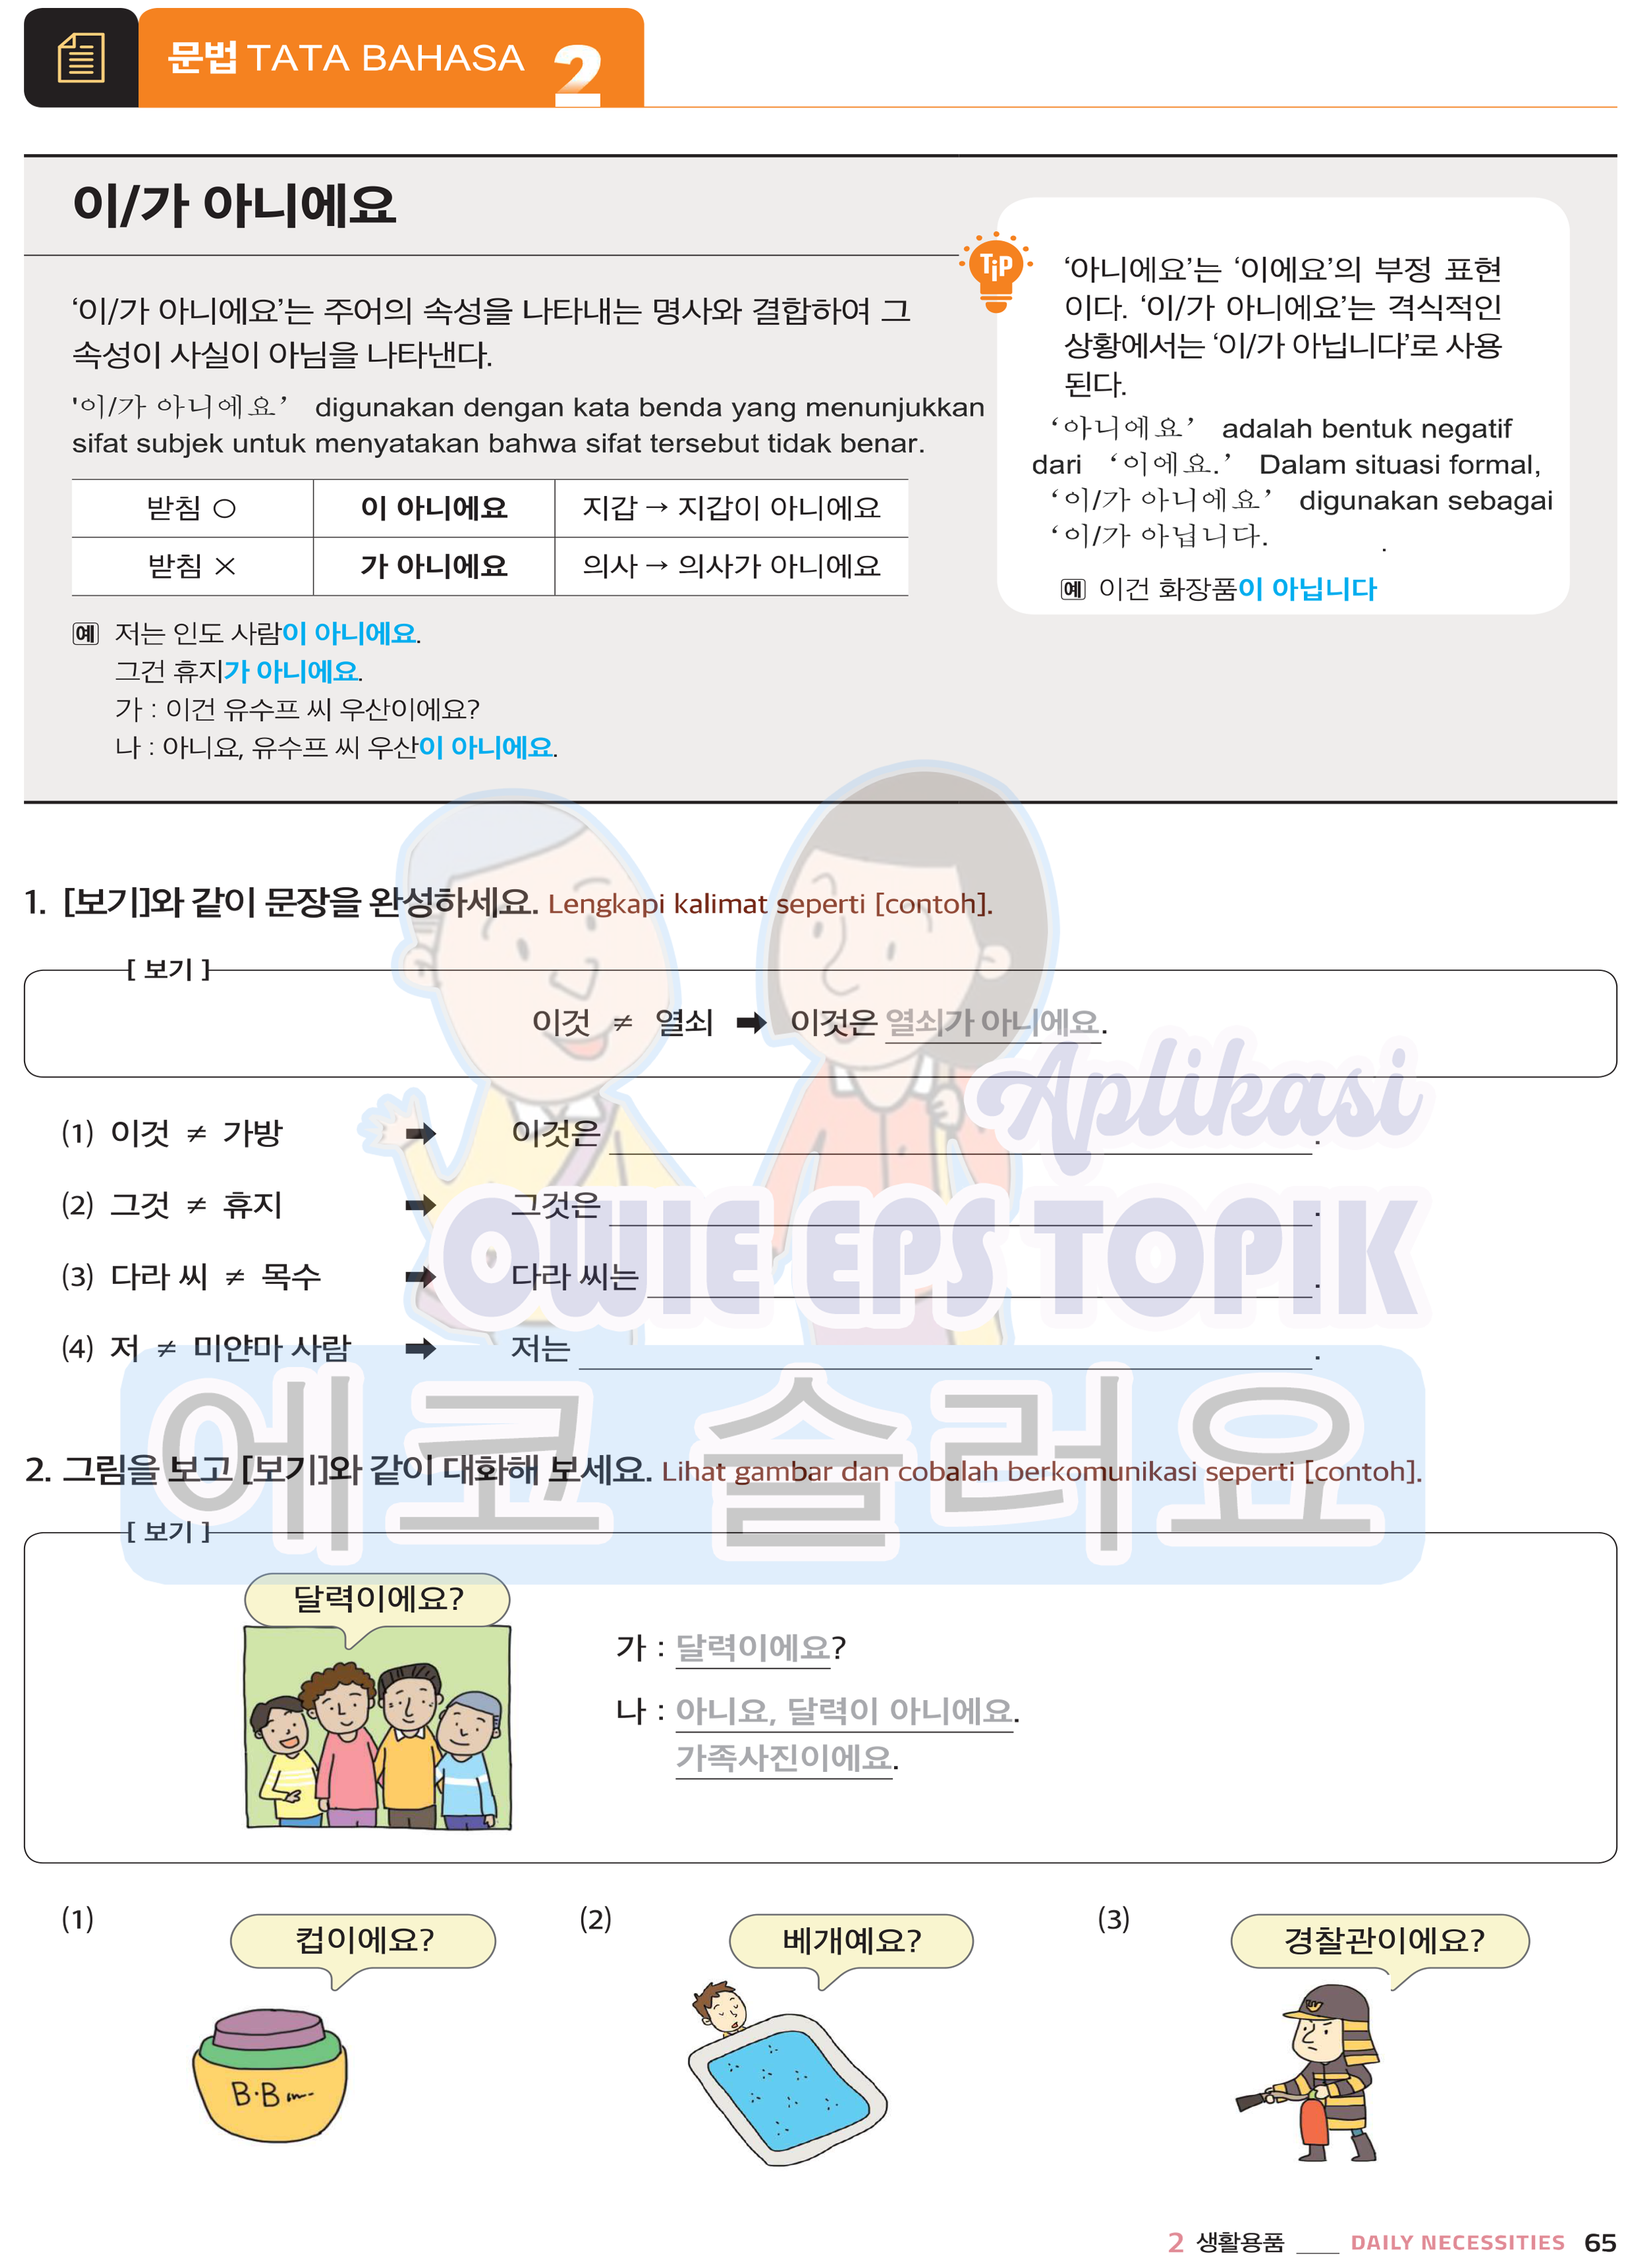 문법 TATA BAHASA 2
이/가 아니에요
‘이/가 아니에요’는 주어의 속성을 나타내는 명사와 결합하여 그
속성이 사실이 아님을 나타낸다.
'이/가 아니에요’ digunakan dengan kata benda yang menunjukkan
sifat subjek untuk menyatakan bahwa sifat tersebut tidak benar.
받침 ○ 이 아니에요 지갑 → 지갑이 아니에요
받침 × 가 아니에요 의사 → 의사가 아니에요
예 저는 인도 사람이 아니에요.
그건 휴지가 아니에요.
가 : 이건 유수프 씨 우산이에요?
나 : 아니요, 유수프 씨 우산이 아니에요.
TiP
‘아니에요’는 ‘이에요’의 부정 표현
이다. ‘이/가 아니에요’는 격식적인
상황에서는 ‘이/가 아닙니다’로 사용
된다.
‘아니에요’ adalah bentuk negatif
dari ‘이에요.’ Dalam situasi formal,
‘이/가 아니에요’ digunakan sebagai
‘이/가 아닙니다. .
예 이건 화장품이 아닙니다
1. [보기]와 같이 문장을 완성하세요. Lengkapi kalimat seperti [contoh].
[ 보기 ]
이것 ≠ 열쇠 ➡ 이것은 열쇠가 아니에요.
(1) 이것 ≠ 가방 ➡ 이것은 ____.
(2) 그것 ≠ 휴지 ➡ 그것은 ____.
(3) 다라 씨 ≠ 목수 ➡ 다라 씨는 ____.
(4) 저 ≠ 미얀마 사람 ➡ 저는 ____.
Aplikasi
OWIE EPS TOPIK
에코 슬러요
2. 그림을 보고 [보기]와 같이 대화해 보세요. Lihat gambar dan cobalah berkomunikasi seperti [contoh].
[ 보기 ]
달력이에요?
가 : 달력이에요?
나 : 아니요, 달력이 아니에요.
가족사진이에요.
(1) 컵이에요?
B·B
(2) 베개예요?
(3) 경찰관이에요?
2 생활용품 ___ DAILY NECESSITIES 65